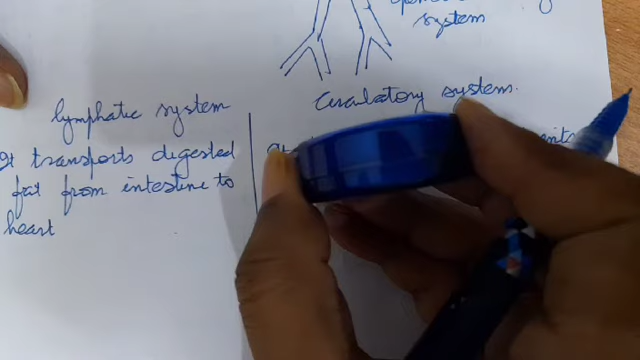 system
Lymphatic system
Circulatory system.
It transports digested
fat from intestine to
heart